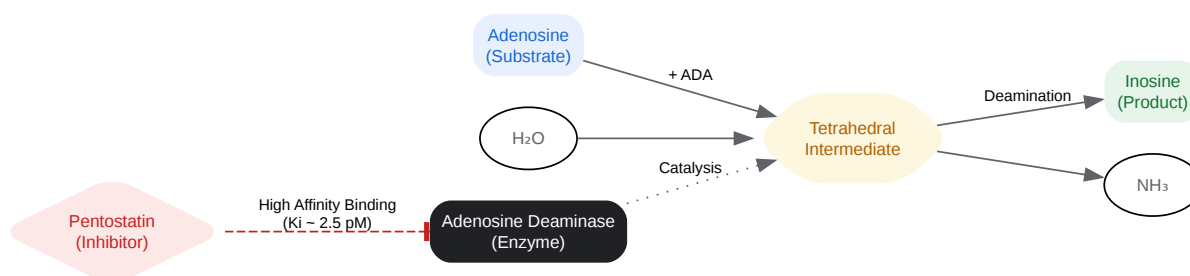 Adenosine
(Substrate)
+ ADA
H₂O
Catalysis
Tetrahedral
Intermediate
Deamination
Inosine
(Product)
NH₃
Pentostatin
(Inhibitor)
High Affinity Binding
(Ki ~ 2.5 pM)
Adenosine Deaminase
(Enzyme)